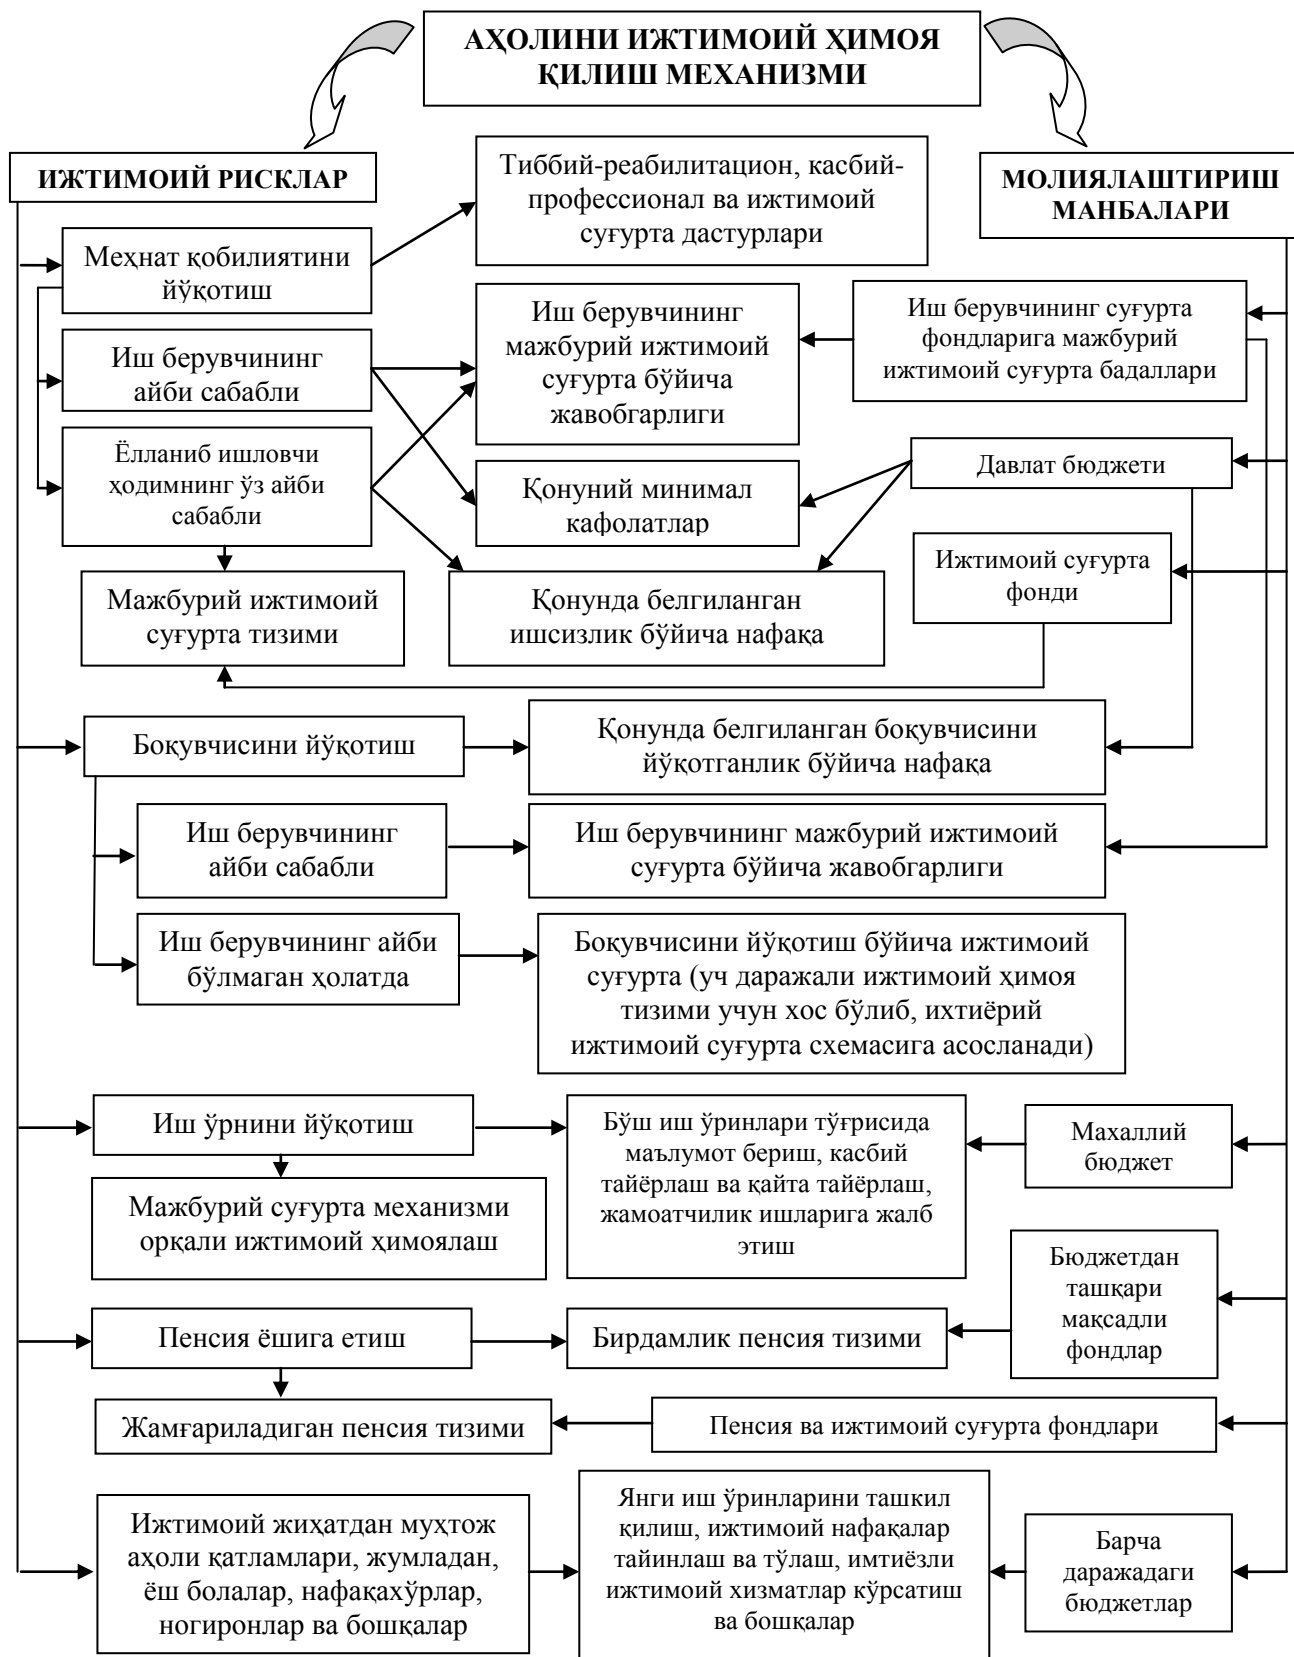 АҲОЛИНИ ИЖТИМОИЙ ҲИМОЯ
ҚИЛИШ МЕХАНИЗМИ
ИЖТИМОИЙ РИСКЛАР
Тиббий-реабилитацион, касбий-
профессионал ва ижтимоий
суғурта дастурлари
МОЛИЯЛАШТИРИШ
МАНБАЛАРИ
Меҳнат қобилиятини
йўқотиш
Иш берувчининг
мажбурий ижтимоий
суғурта бўйича
жавобгарлиги
Иш берувчининг суғурта
фондларига мажбурий
ижтимоий суғурта бадаллари
Иш берувчининг
айби сабабли
Ёлланиб ишловчи
ҳодимнинг ўз айби
сабабли
Қонуний минимал
кафолатлар
Давлат бюджети
Ижтимоий суғурта
фонди
Мажбурий ижтимоий
суғурта тизими
Қонунда белгиланган
ишсизлик бўйича нафақа
Боқувчисини йўқотиш
Қонунда белгиланган боқувчисини
йўқотганлик бўйича нафақа
Иш берувчининг
айби сабабли
Иш берувчининг мажбурий ижтимоий
суғурта бўйича жавобгарлиги
Иш берувчининг айби
бўлмаган ҳолатда
Боқувчисини йўқотиш бўйича ижтимоий
суғурта (уч даражали ижтимоий ҳимоя
тизими учун хос бўлиб, ихтиёрий
ижтимоий суғурта схемасига асосланади)
Иш ўрнини йўқотиш
Бўш иш ўринлари тўғрисида
маълумот бериш, касбий
тайёрлаш ва қайта тайёрлаш,
жамоатчилик ишларига жалб
этиш
Махаллий
бюджет
Мажбурий суғурта механизми
орқали ижтимоий ҳимоялаш
Бюджетдан
ташқари
мақсадли
фондлар
Пенсия ёшига етиш
Бирдамлик пенсия тизими
Жамғариладиган пенсия тизими
Пенсия ва ижтимоий суғурта фондлари
Ижтимоий жиҳатдан муҳтож
аҳоли қатламлари, жумладан,
ёш болалар, нафақахўрлар,
ногиронлар ва бошқалар
Янги иш ўринларини ташкил
қилиш, ижтимоий нафақалар
тайинлаш ва тўлаш, имтиёзли
ижтимоий хизматлар кўрсатиш
ва бошқалар
Барча
даражадаги
бюджетлар